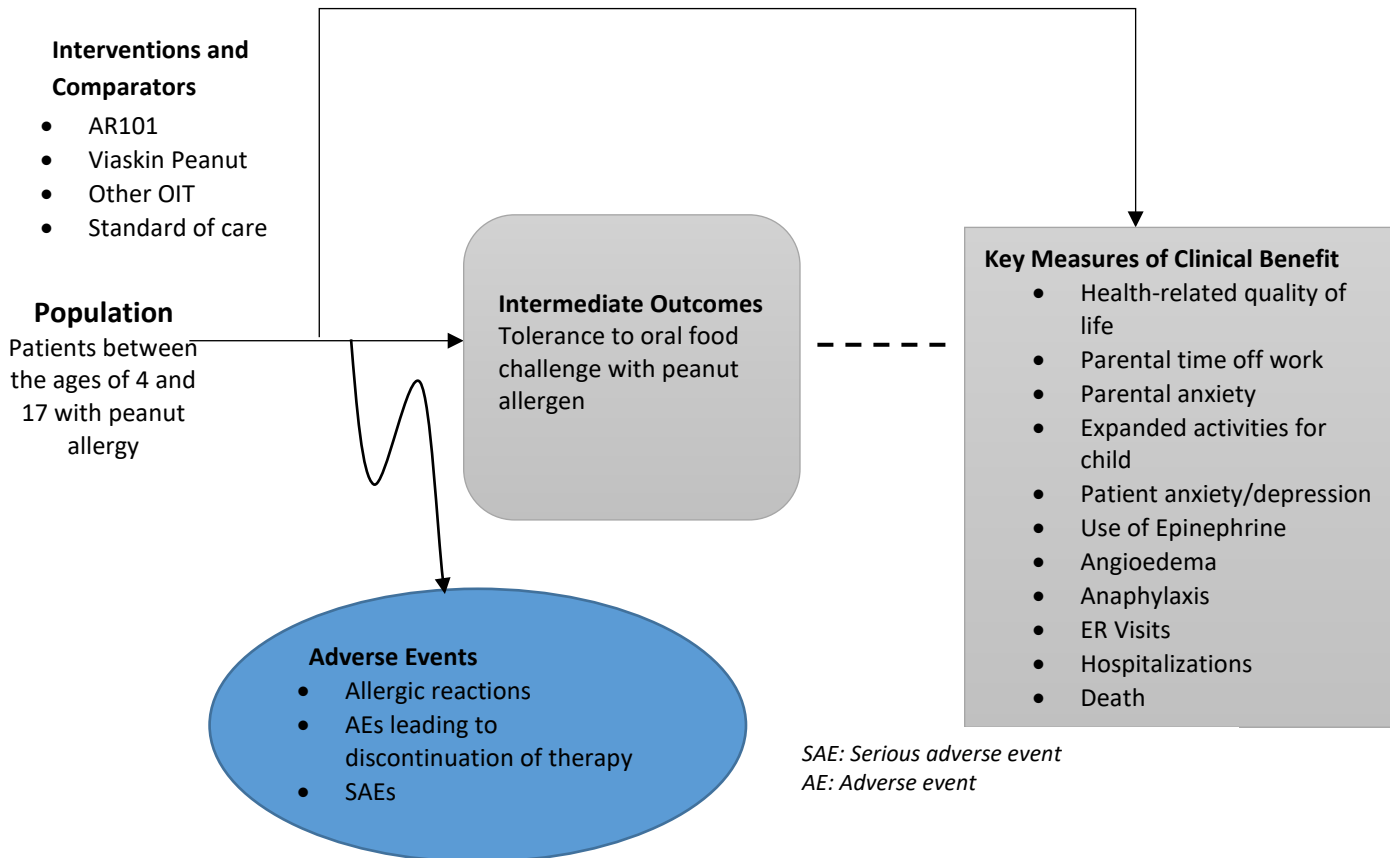 Interventions and
Comparators
• AR101
• Viaskin Peanut
• Other OIT
• Standard of care
Population
Patients between
the ages of 4 and
17 with peanut
allergy
Intermediate Outcomes
Tolerance to oral food
challenge with peanut
allergen
Key Measures of Clinical Benefit
• Health-related quality of
life
• Parental time off work
• Parental anxiety
• Expanded activities for
child
• Patient anxiety/depression
• Use of Epinephrine
• Angioedema
• Anaphylaxis
• ER Visits
• Hospitalizations
• Death
Adverse Events
• Allergic reactions
• AEs leading to
discontinuation of therapy
• SAEs
SAE: Serious adverse event
AE: Adverse event